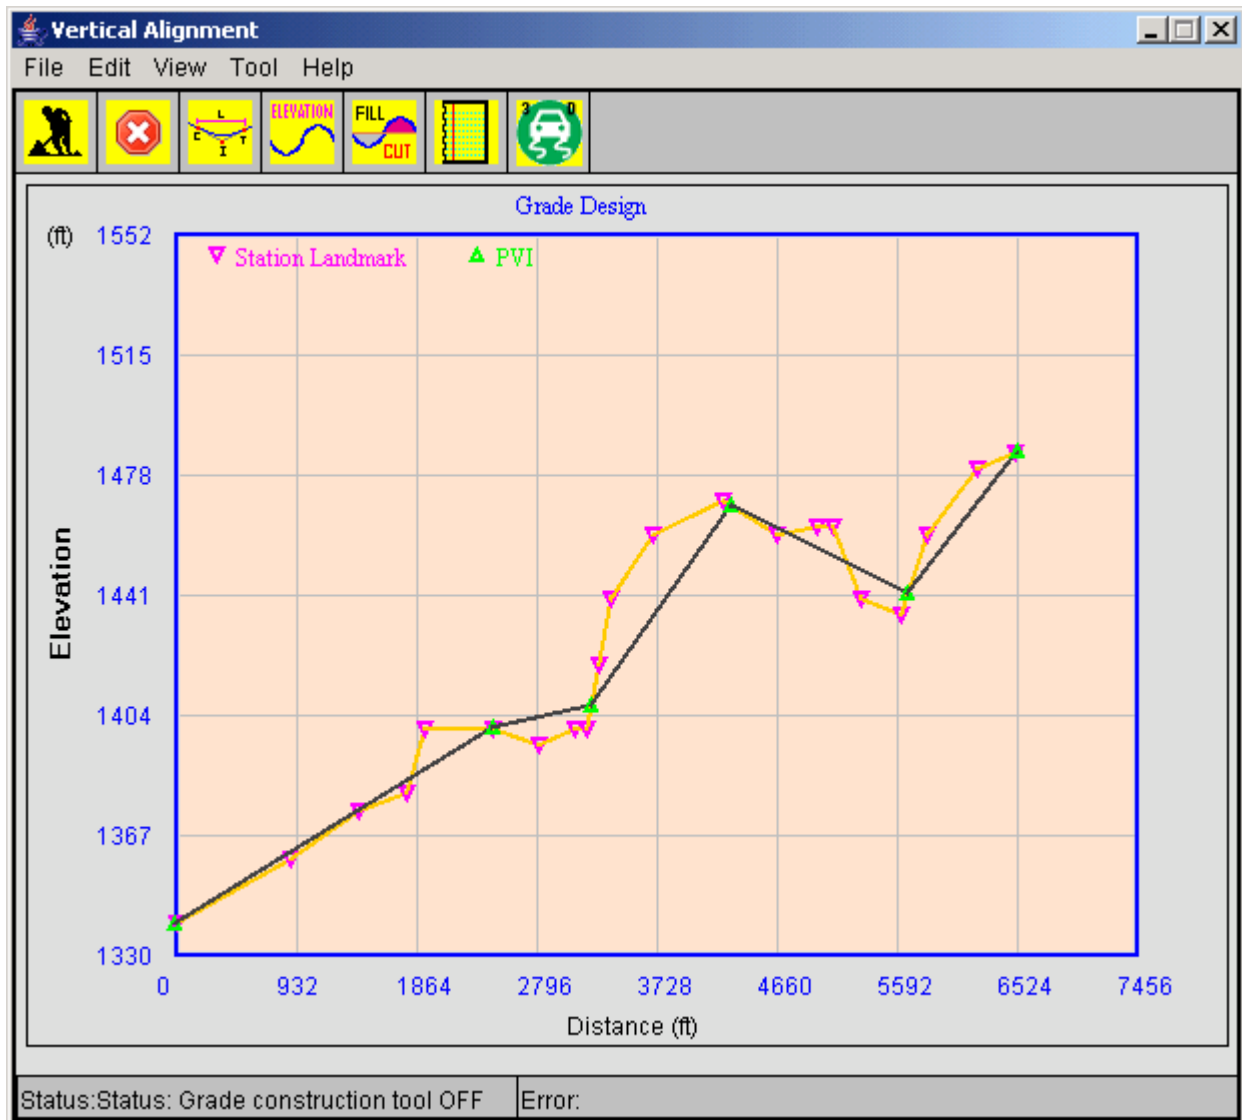 Vertical Alignment
File Edit View Tool Help
L
C T
I
ELEVATION
FILL
CUT
3 0
Grade Design
(ft)
1552
Station Landmark
PVI
1515
1478
1441
1404
1367
1330
Elevation
0 932 1864 2796 3728 4660 5592 6524 7456
Distance (ft)
Status:Status: Grade construction tool OFF
Error: